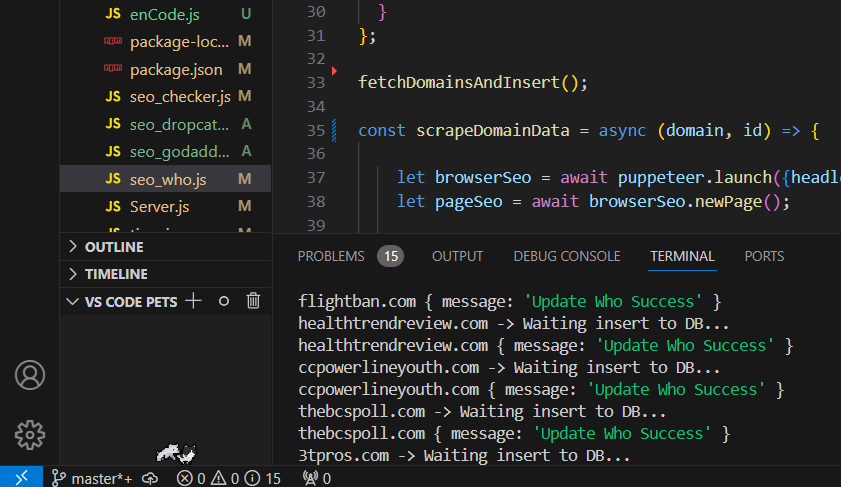 JS enCode.js U
package-loc... M
package.json M
JS seo_checker.js M
JS seo_dropcat... A
JS seo_godadd... A
JS seo_who.js M
JS Server.js M
OUTLINE
TIMELINE
VS CODE PETS
30 }
31 };
32
33 fetchDomainsAndInsert();
34
35 const scrapeDomainData = async (domain, id) => {
36
37 let browserSeo = await puppeteer.launch({headl
38 let pageSeo = await browserSeo.newPage();
39
PROBLEMS 15 OUTPUT DEBUG CONSOLE TERMINAL PORTS
flightban.com { message: 'Update Who Success' }
healthtrendreview.com -> Waiting insert to DB...
healthtrendreview.com { message: 'Update Who Success' }
ccpowerlineyouth.com -> Waiting insert to DB...
ccpowerlineyouth.com { message: 'Update Who Success' }
thebcspoll.com -> Waiting insert to DB...
thebcspoll.com { message: 'Update Who Success' }
3tpros.com -> Waiting insert to DB...
master*+ 0 0 15 0